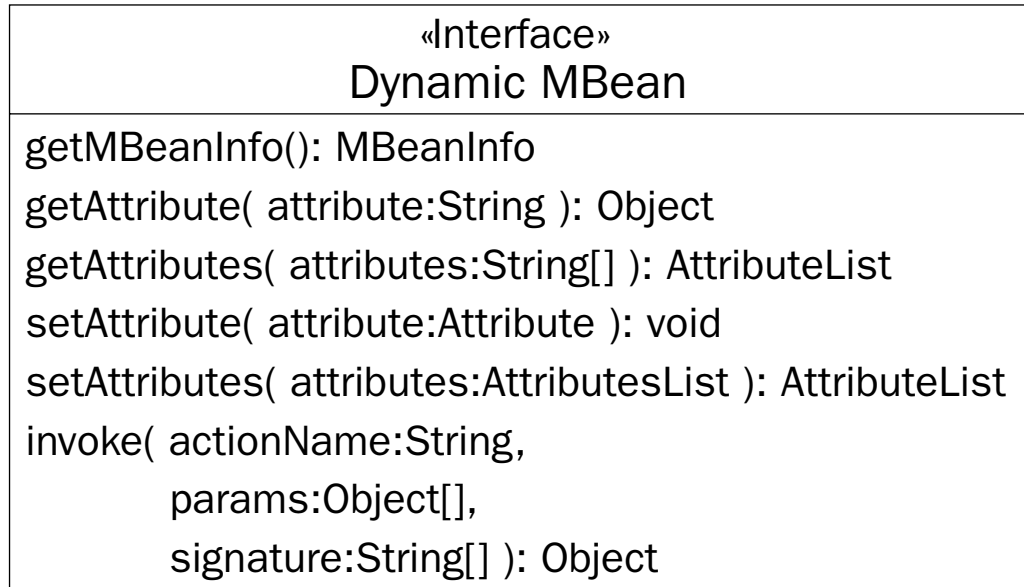 «Interface»
Dynamic MBean
getMBeanInfo(): MBeanInfo
getAttribute( attribute:String ): Object
getAttributes( attributes:String[] ): AttributeList
setAttribute( attribute:Attribute ): void
setAttributes( attributes:AttributesList ): AttributeList
invoke( actionName:String,
params:Object[],
signature:String[] ): Object